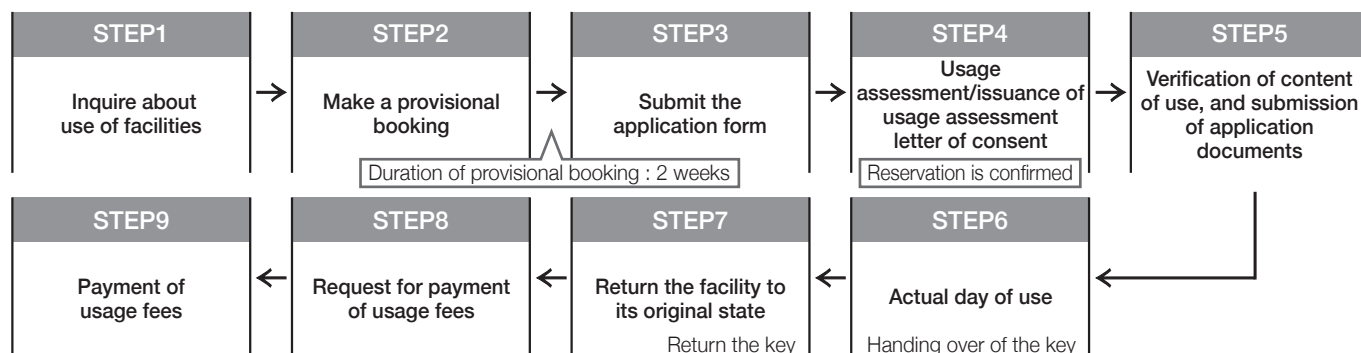 STEP1
Inquire about
use of facilities
STEP2
Make a provisional
booking
Duration of provisional booking : 2 weeks
STEP3
Submit the
application form
STEP4
Usage
assessment/issuance of
usage assessment
letter of consent
Reservation is confirmed
STEP5
Verification of content
of use, and submission
of application
documents
STEP6
Actual day of use
Handing over of the key
STEP7
Return the facility to
its original state
Return the key
STEP8
Request for payment
of usage fees
STEP9
Payment of
usage fees